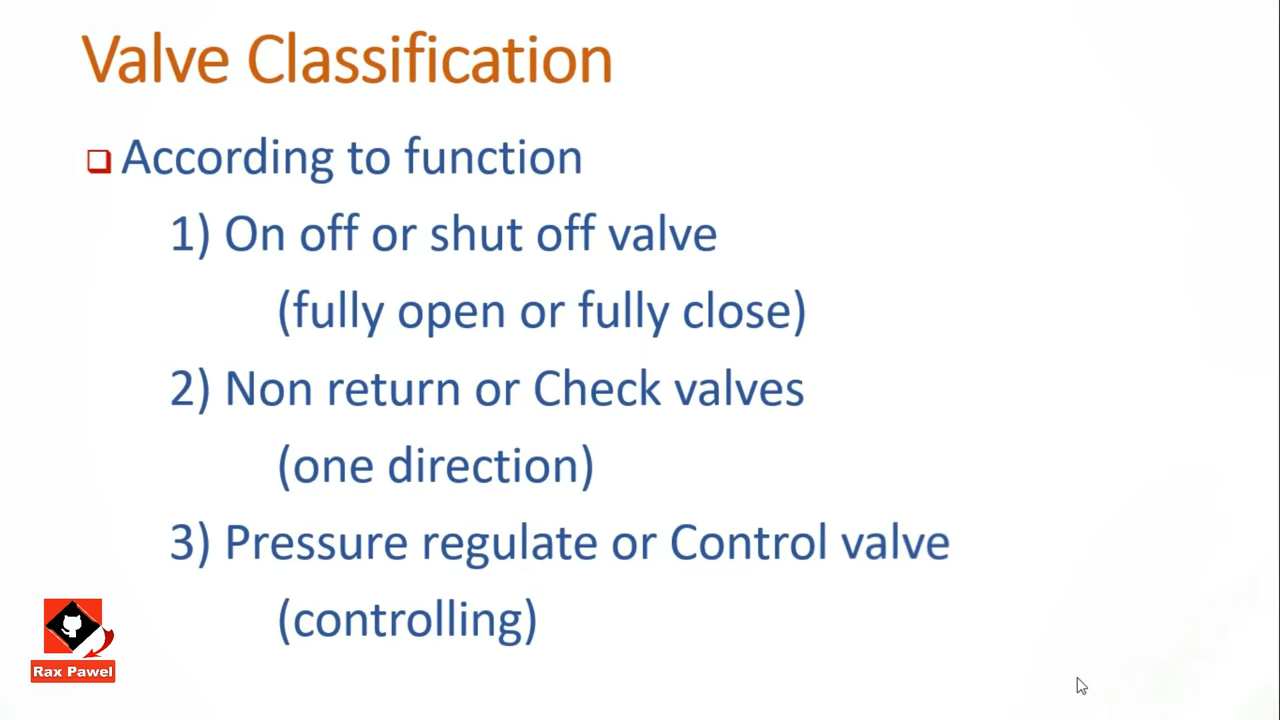 Valve Classification
According to function
1) On off or shut off valve
(fully open or fully close)
2) Non return or Check valves
(one direction)
3) Pressure regulate or Control valve
(controlling)
Rax Pawel